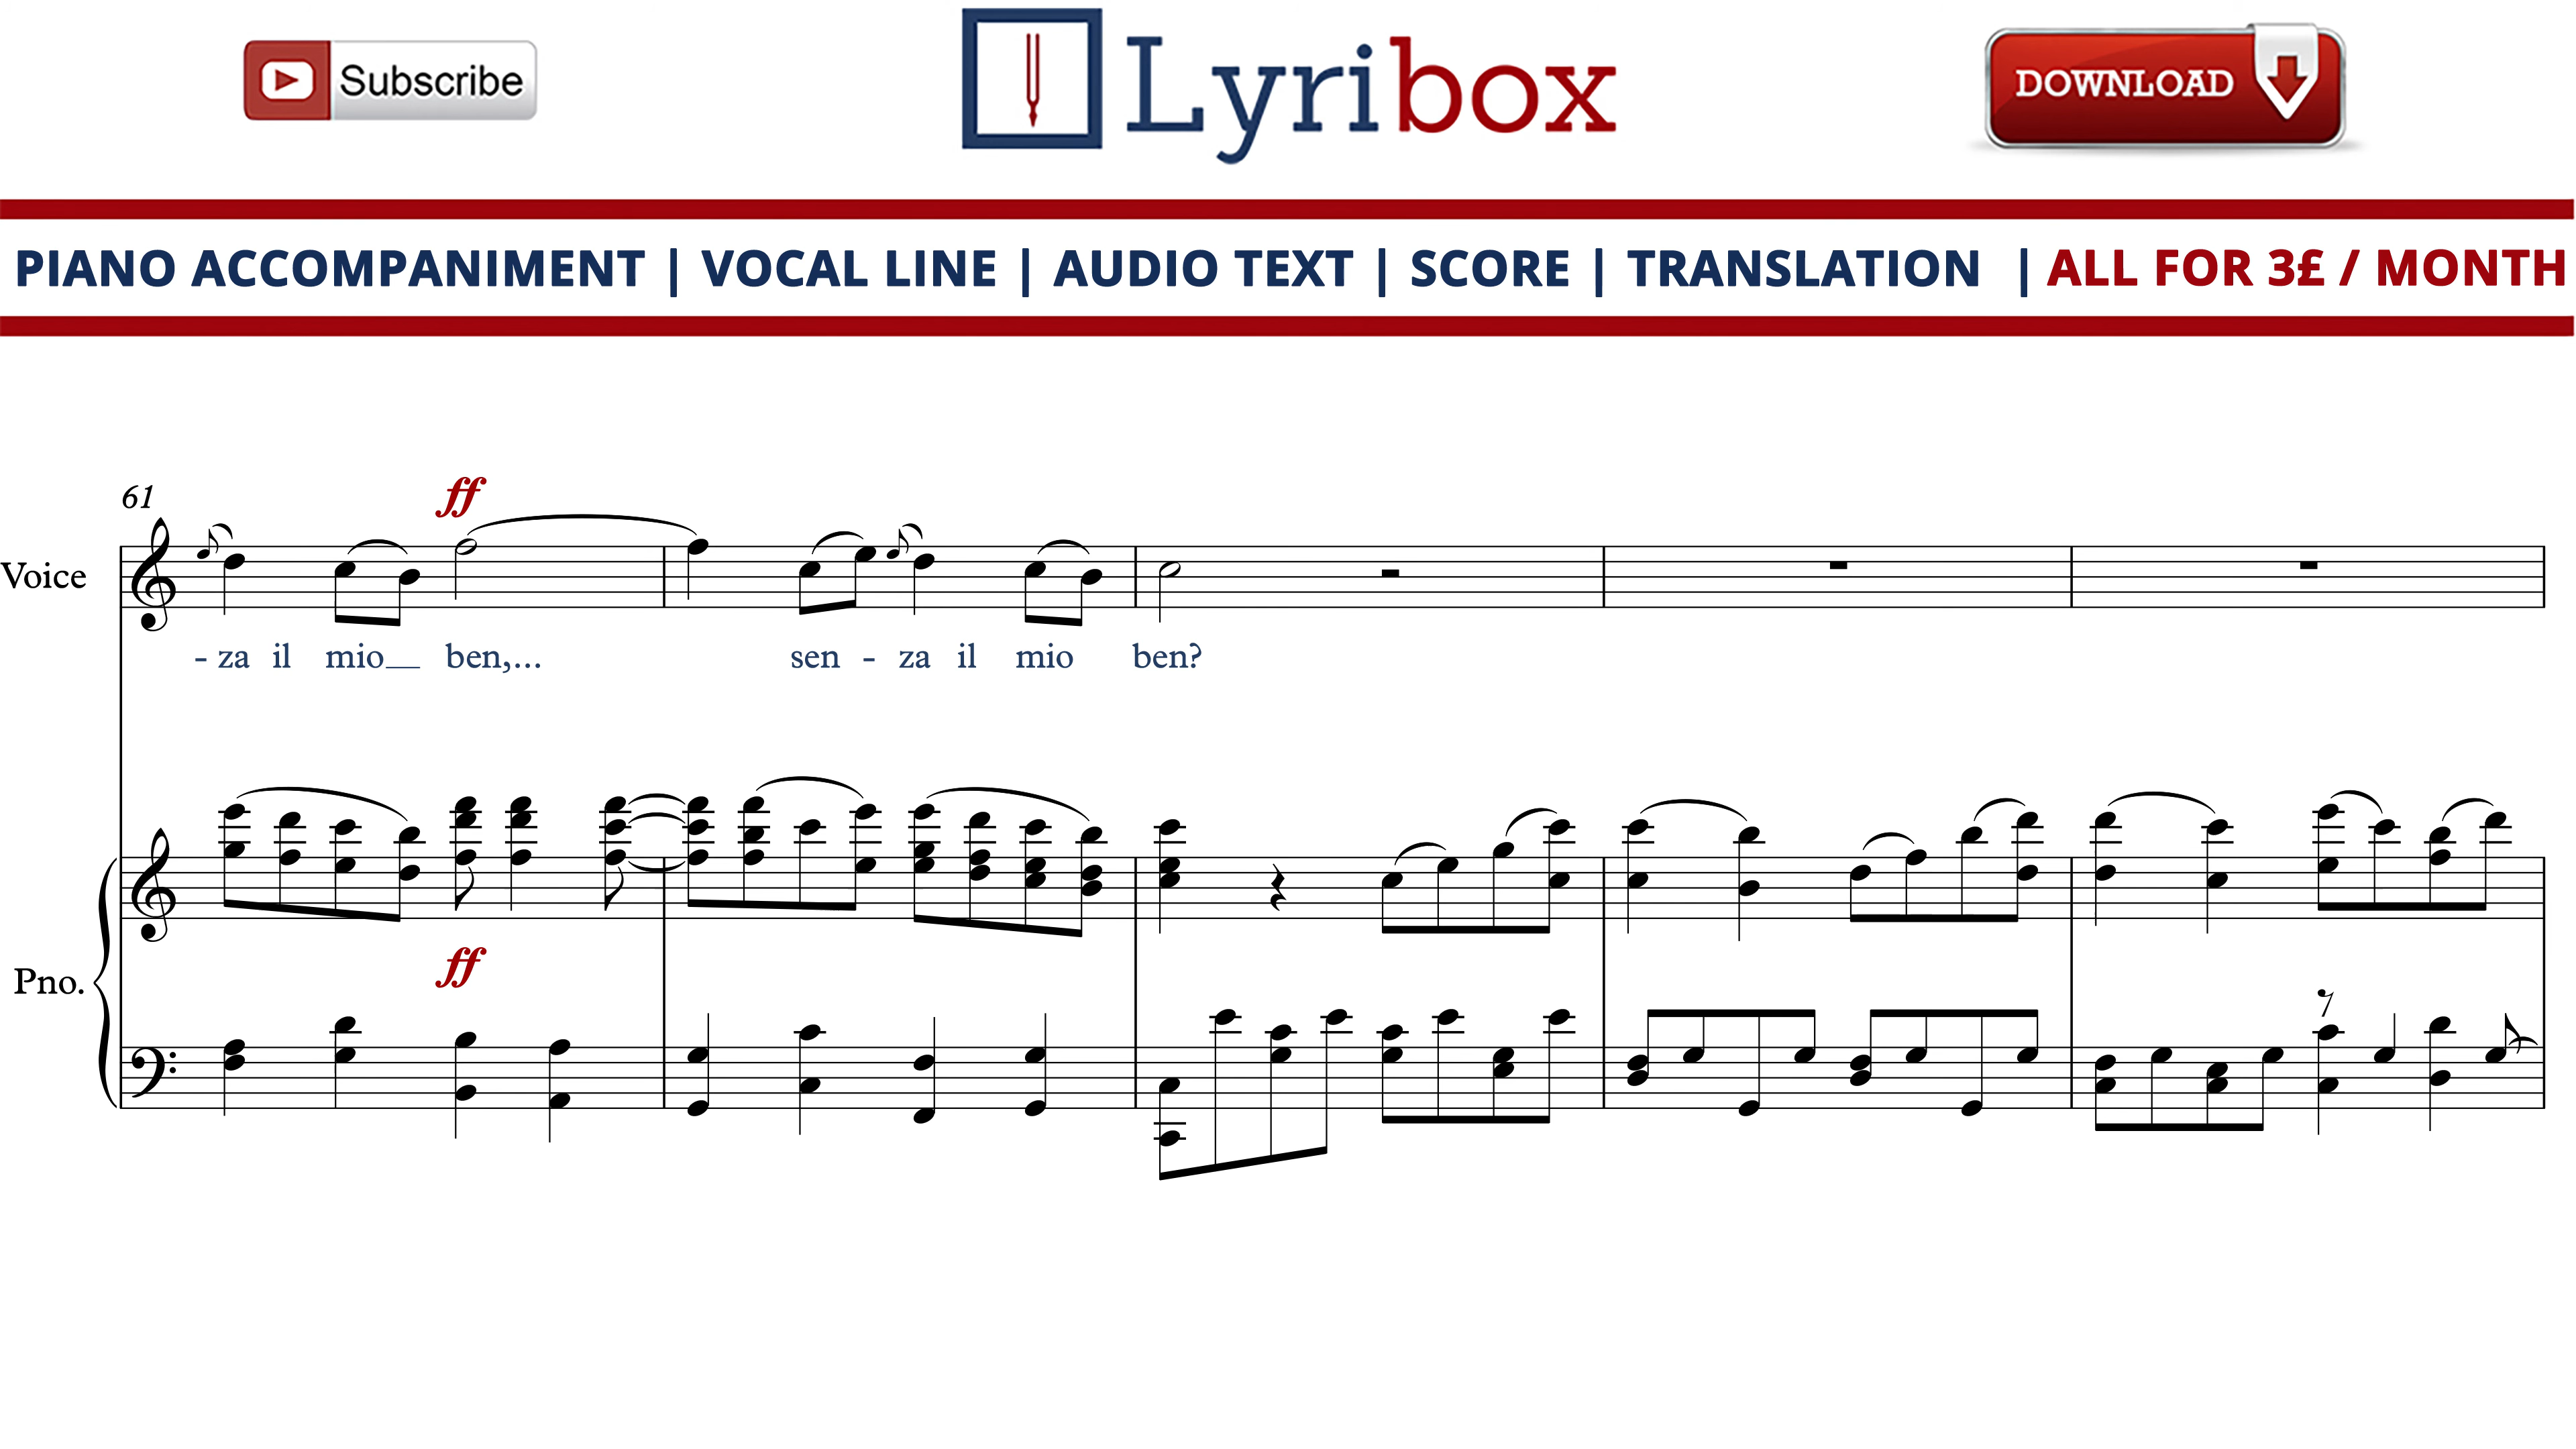 Subscribe
Lyribox
DOWNLOAD
PIANO ACCOMPANIMENT | VOCAL LINE | AUDIO TEXT | SCORE | TRANSLATION | ALL FOR 3£ / MONTH
61
ff
Voice
- za il mio__ ben,... sen - za il mio ben?
ff
Pno.